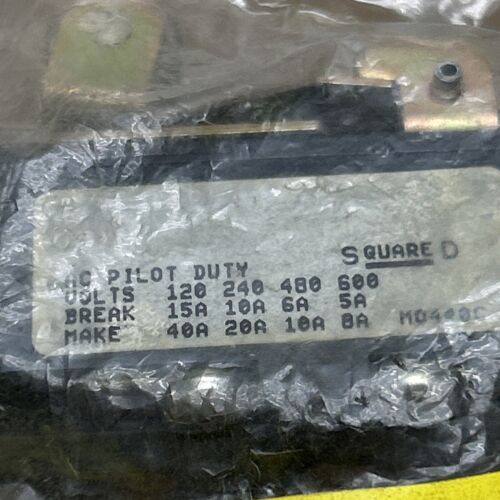 SQUARE D
AC PILOT DUTY
VOLTS 120 240 480 600
BREAK 15A 10A 6A 5A
MAKE 40A 20A 10A 8A